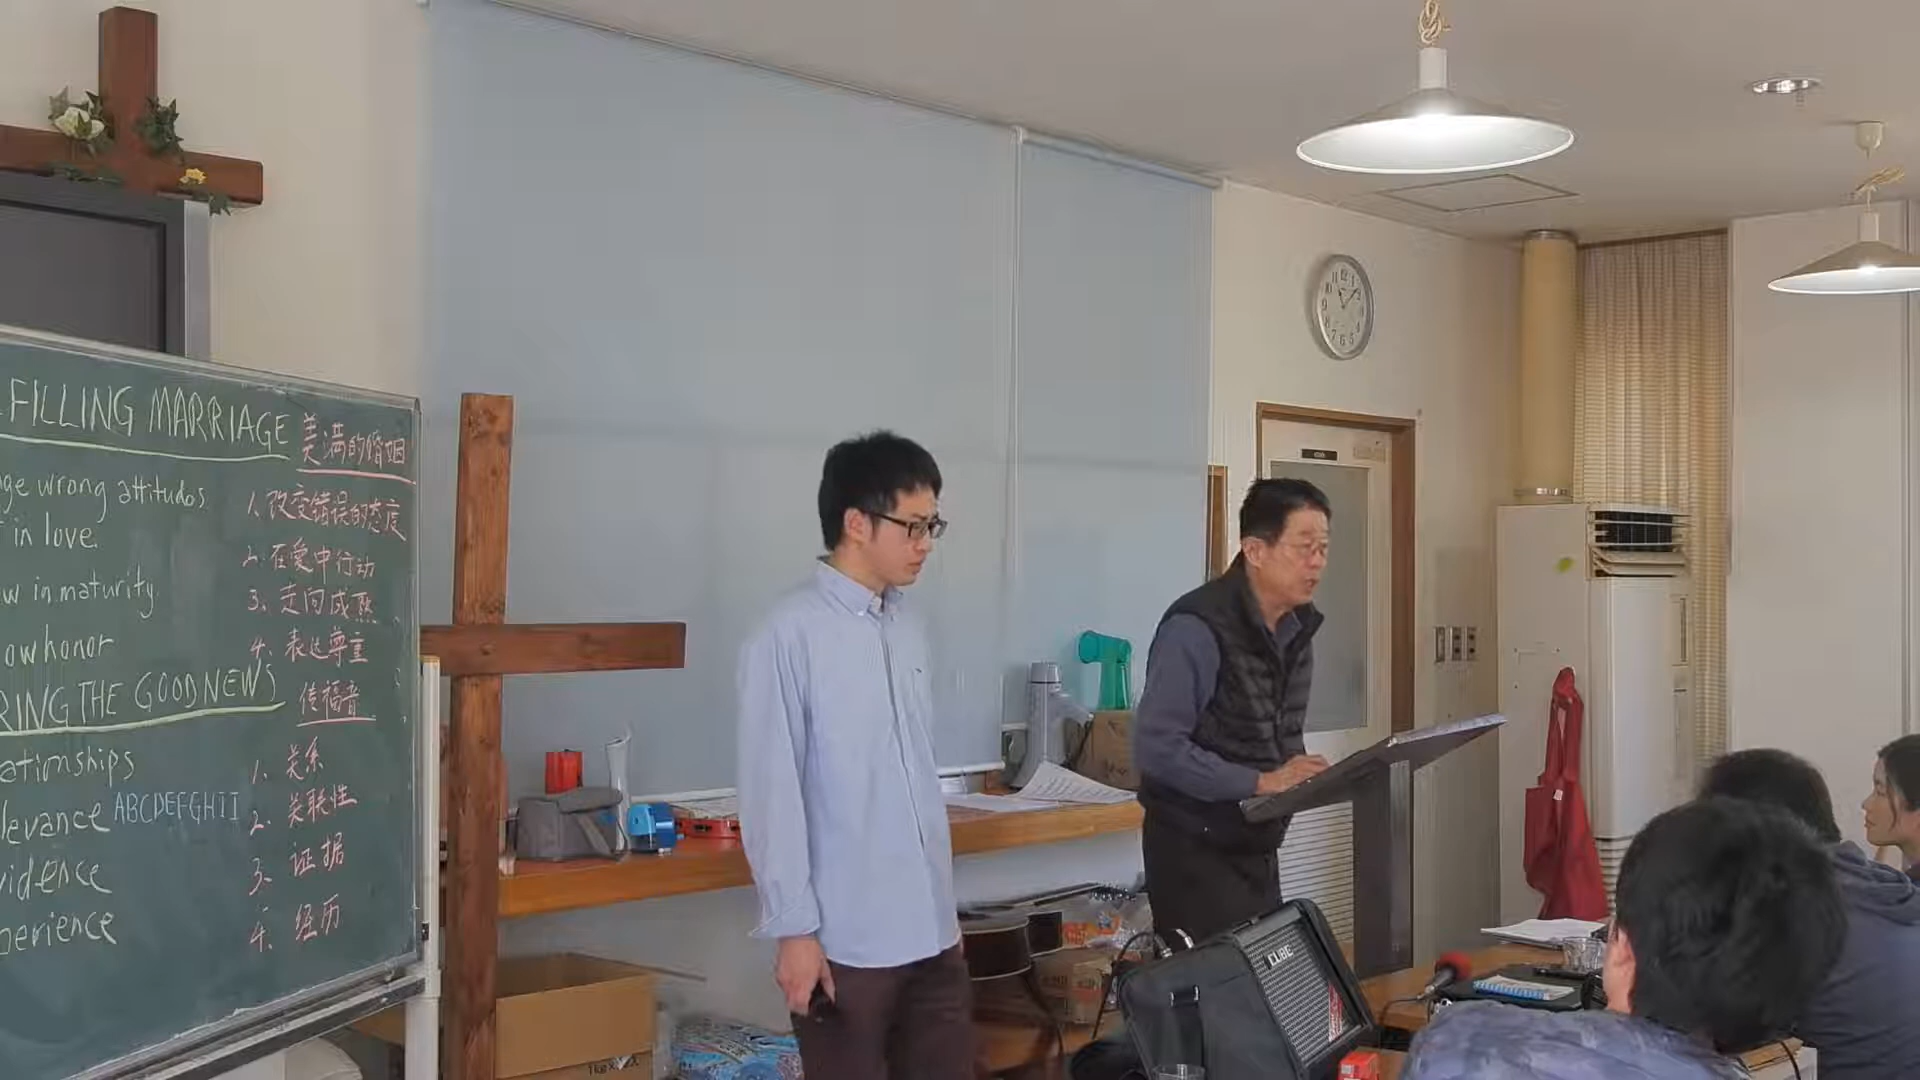 FILLING MARRIAGE 美满的婚姻
ge wrong attitudes 1. 改变错误的态度
in love. 2. 在爱中行动
w in maturity 3. 走向成熟
ow honor 4. 表达尊重
RING THE GOOD NEWS 传福音
ationships 1. 关系
levance ABCDEFGHIJ 2. 关联性
vidence 3. 证据
perience 4. 经历
CUBE